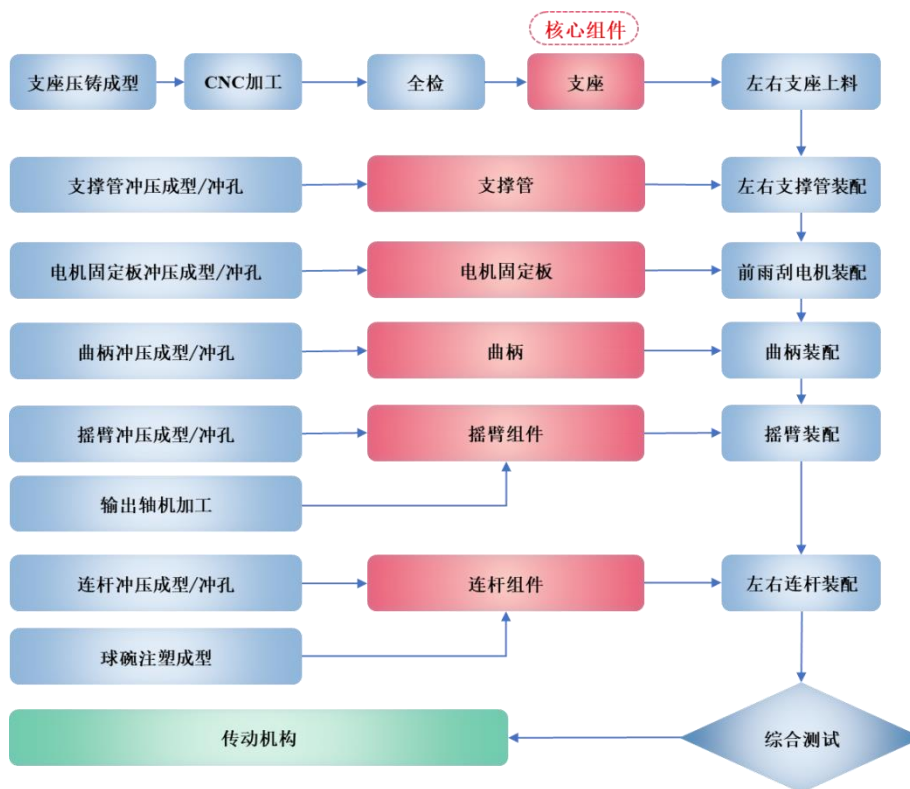 核心组件
支座压铸成型
CNC加工
全检
支座
左右支座上料
支撑管冲压成型/冲孔
支撑管
左右支撑管装配
电机固定板冲压成型/冲孔
电机固定板
前雨刮电机装配
曲柄冲压成型/冲孔
曲柄
曲柄装配
摇臂冲压成型/冲孔
摇臂组件
摇臂装配
输出轴机加工
连杆冲压成型/冲孔
连杆组件
左右连杆装配
球碗注塑成型
传动机构
综合测试